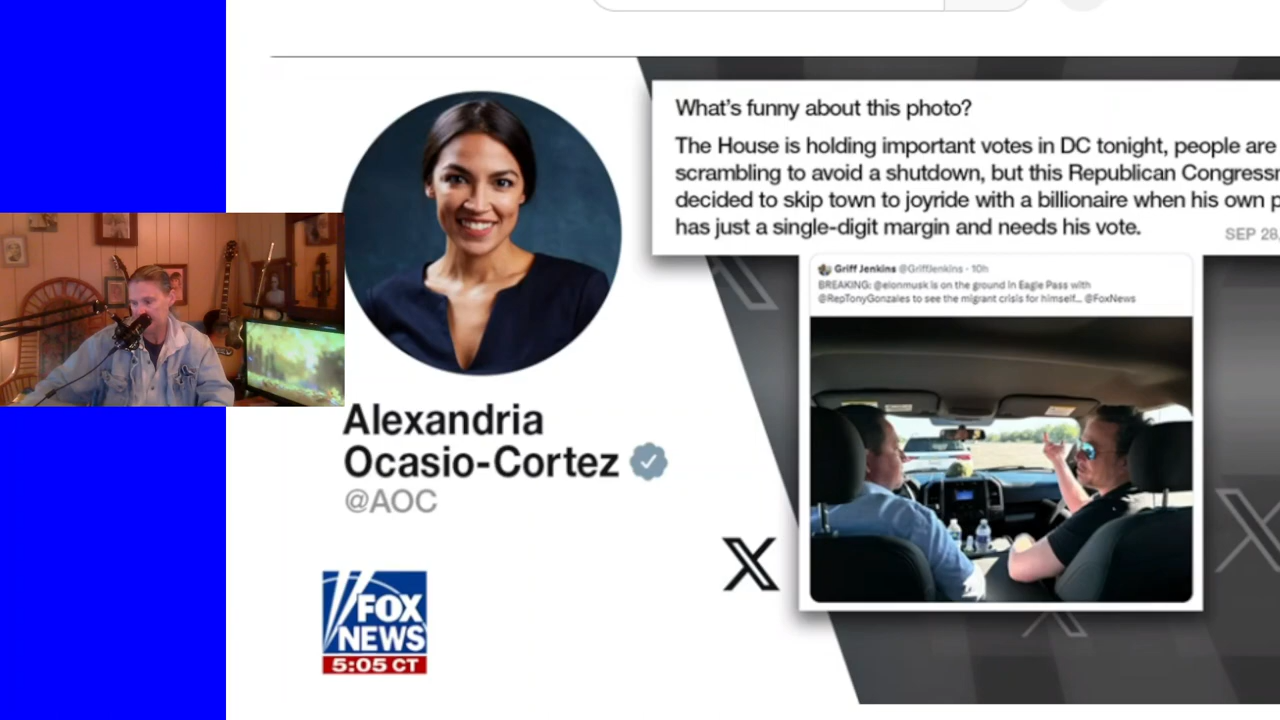 What's funny about this photo?
The House is holding important votes in DC tonight, people are
scrambling to avoid a shutdown, but this Republican Congressm
decided to skip town to joyride with a billionaire when his own p
has just a single-digit margin and needs his vote.
SEP 28,
Griff Jenkins @GriffJenkins · 10h
BREAKING: @elonmusk is on the ground in Eagle Pass with
@RepTonyGonzales to see the migrant crisis for himself... @FoxNews
Alexandria
Ocasio-Cortez
@AOC
X
FOX
NEWS
5:05 CT